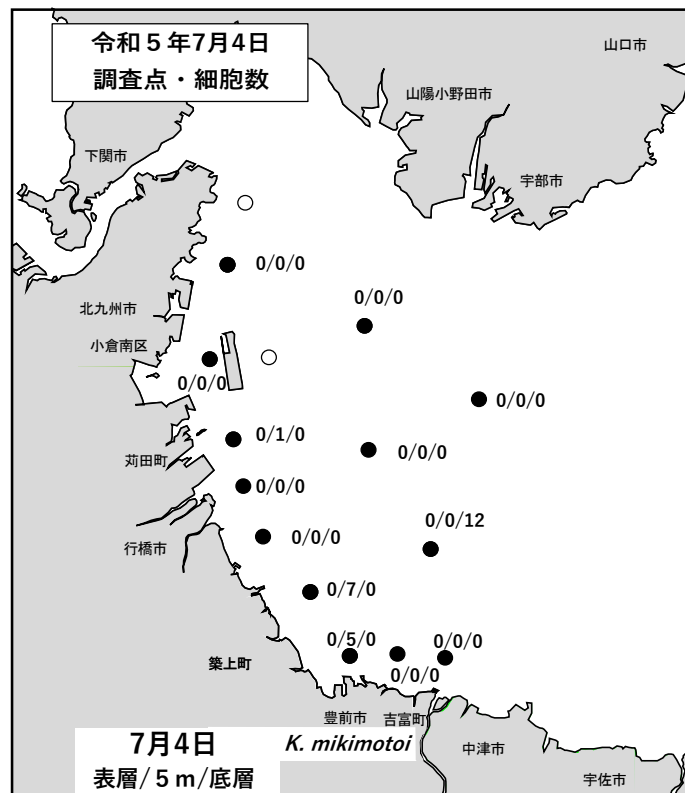 令和５年7月4日
調査点・細胞数
山口市
山陽小野田市
下関市
宇部市
0/0/0
0/0/0
北九州市
小倉南区
0/0/0
0/0/0
0/1/0
0/0/0
苅田町
0/0/0
0/0/12
0/0/0
行橋市
0/7/0
0/5/0
0/0/0
0/0/0
築上町
豊前市
吉富町
7月4日
K. mikimotoi
中津市
表層/５ｍ/底層
宇佐市